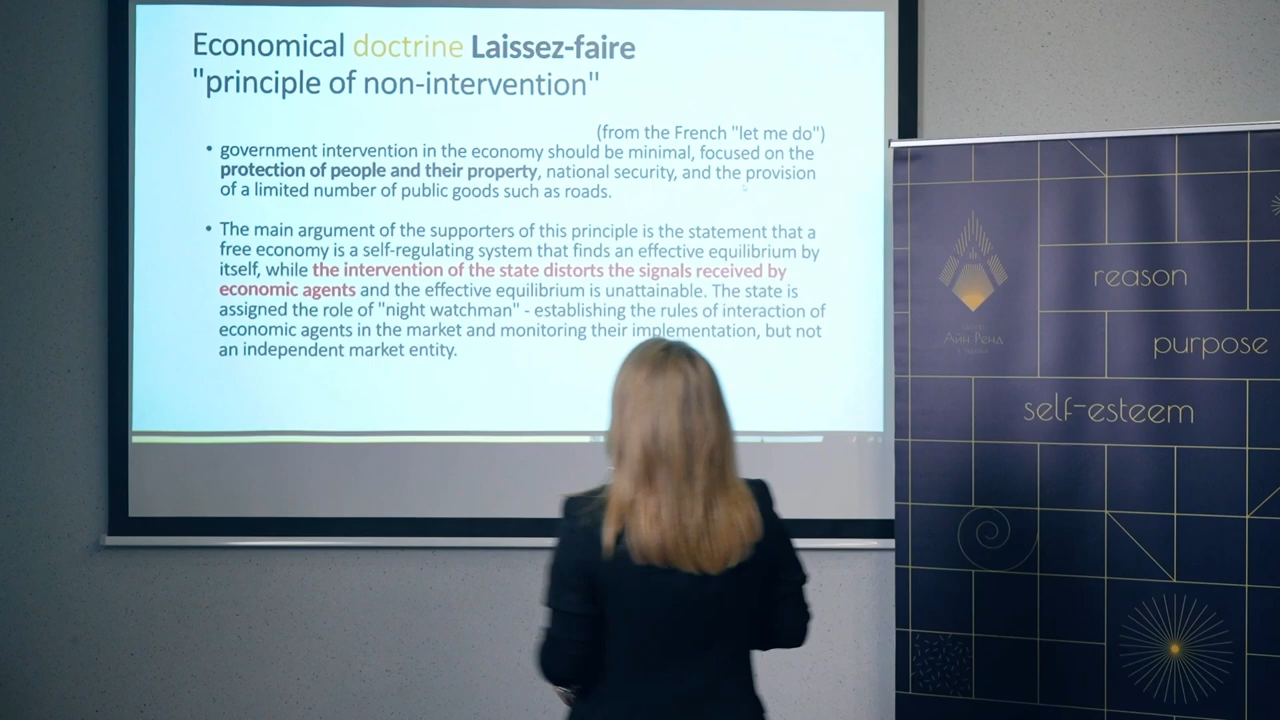 Economical doctrine Laissez-faire
"principle of non-intervention"
(from the French "let me do")
• government intervention in the economy should be minimal, focused on the
protection of people and their property, national security, and the provision
of a limited number of public goods such as roads.
• The main argument of the supporters of this principle is the statement that a
free economy is a self-regulating system that finds an effective equilibrium by
itself, while the intervention of the state distorts the signals received by
economic agents and the effective equilibrium is unattainable. The state is
assigned the role of "night watchman" - establishing the rules of interaction of
economic agents in the market and monitoring their implementation, but not
an independent market entity.
Айн Ренд
reason
purpose
self-esteem